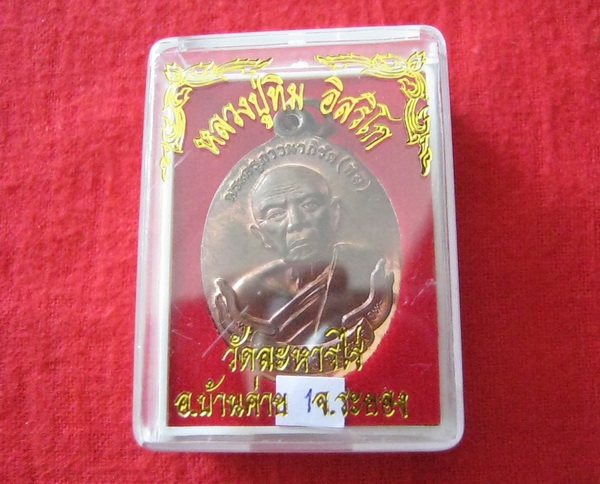 หลวงปู่ทิม อิสริโก
วัดละหารไร่
อ.บ้านค่าย 1 จ.ระยอง